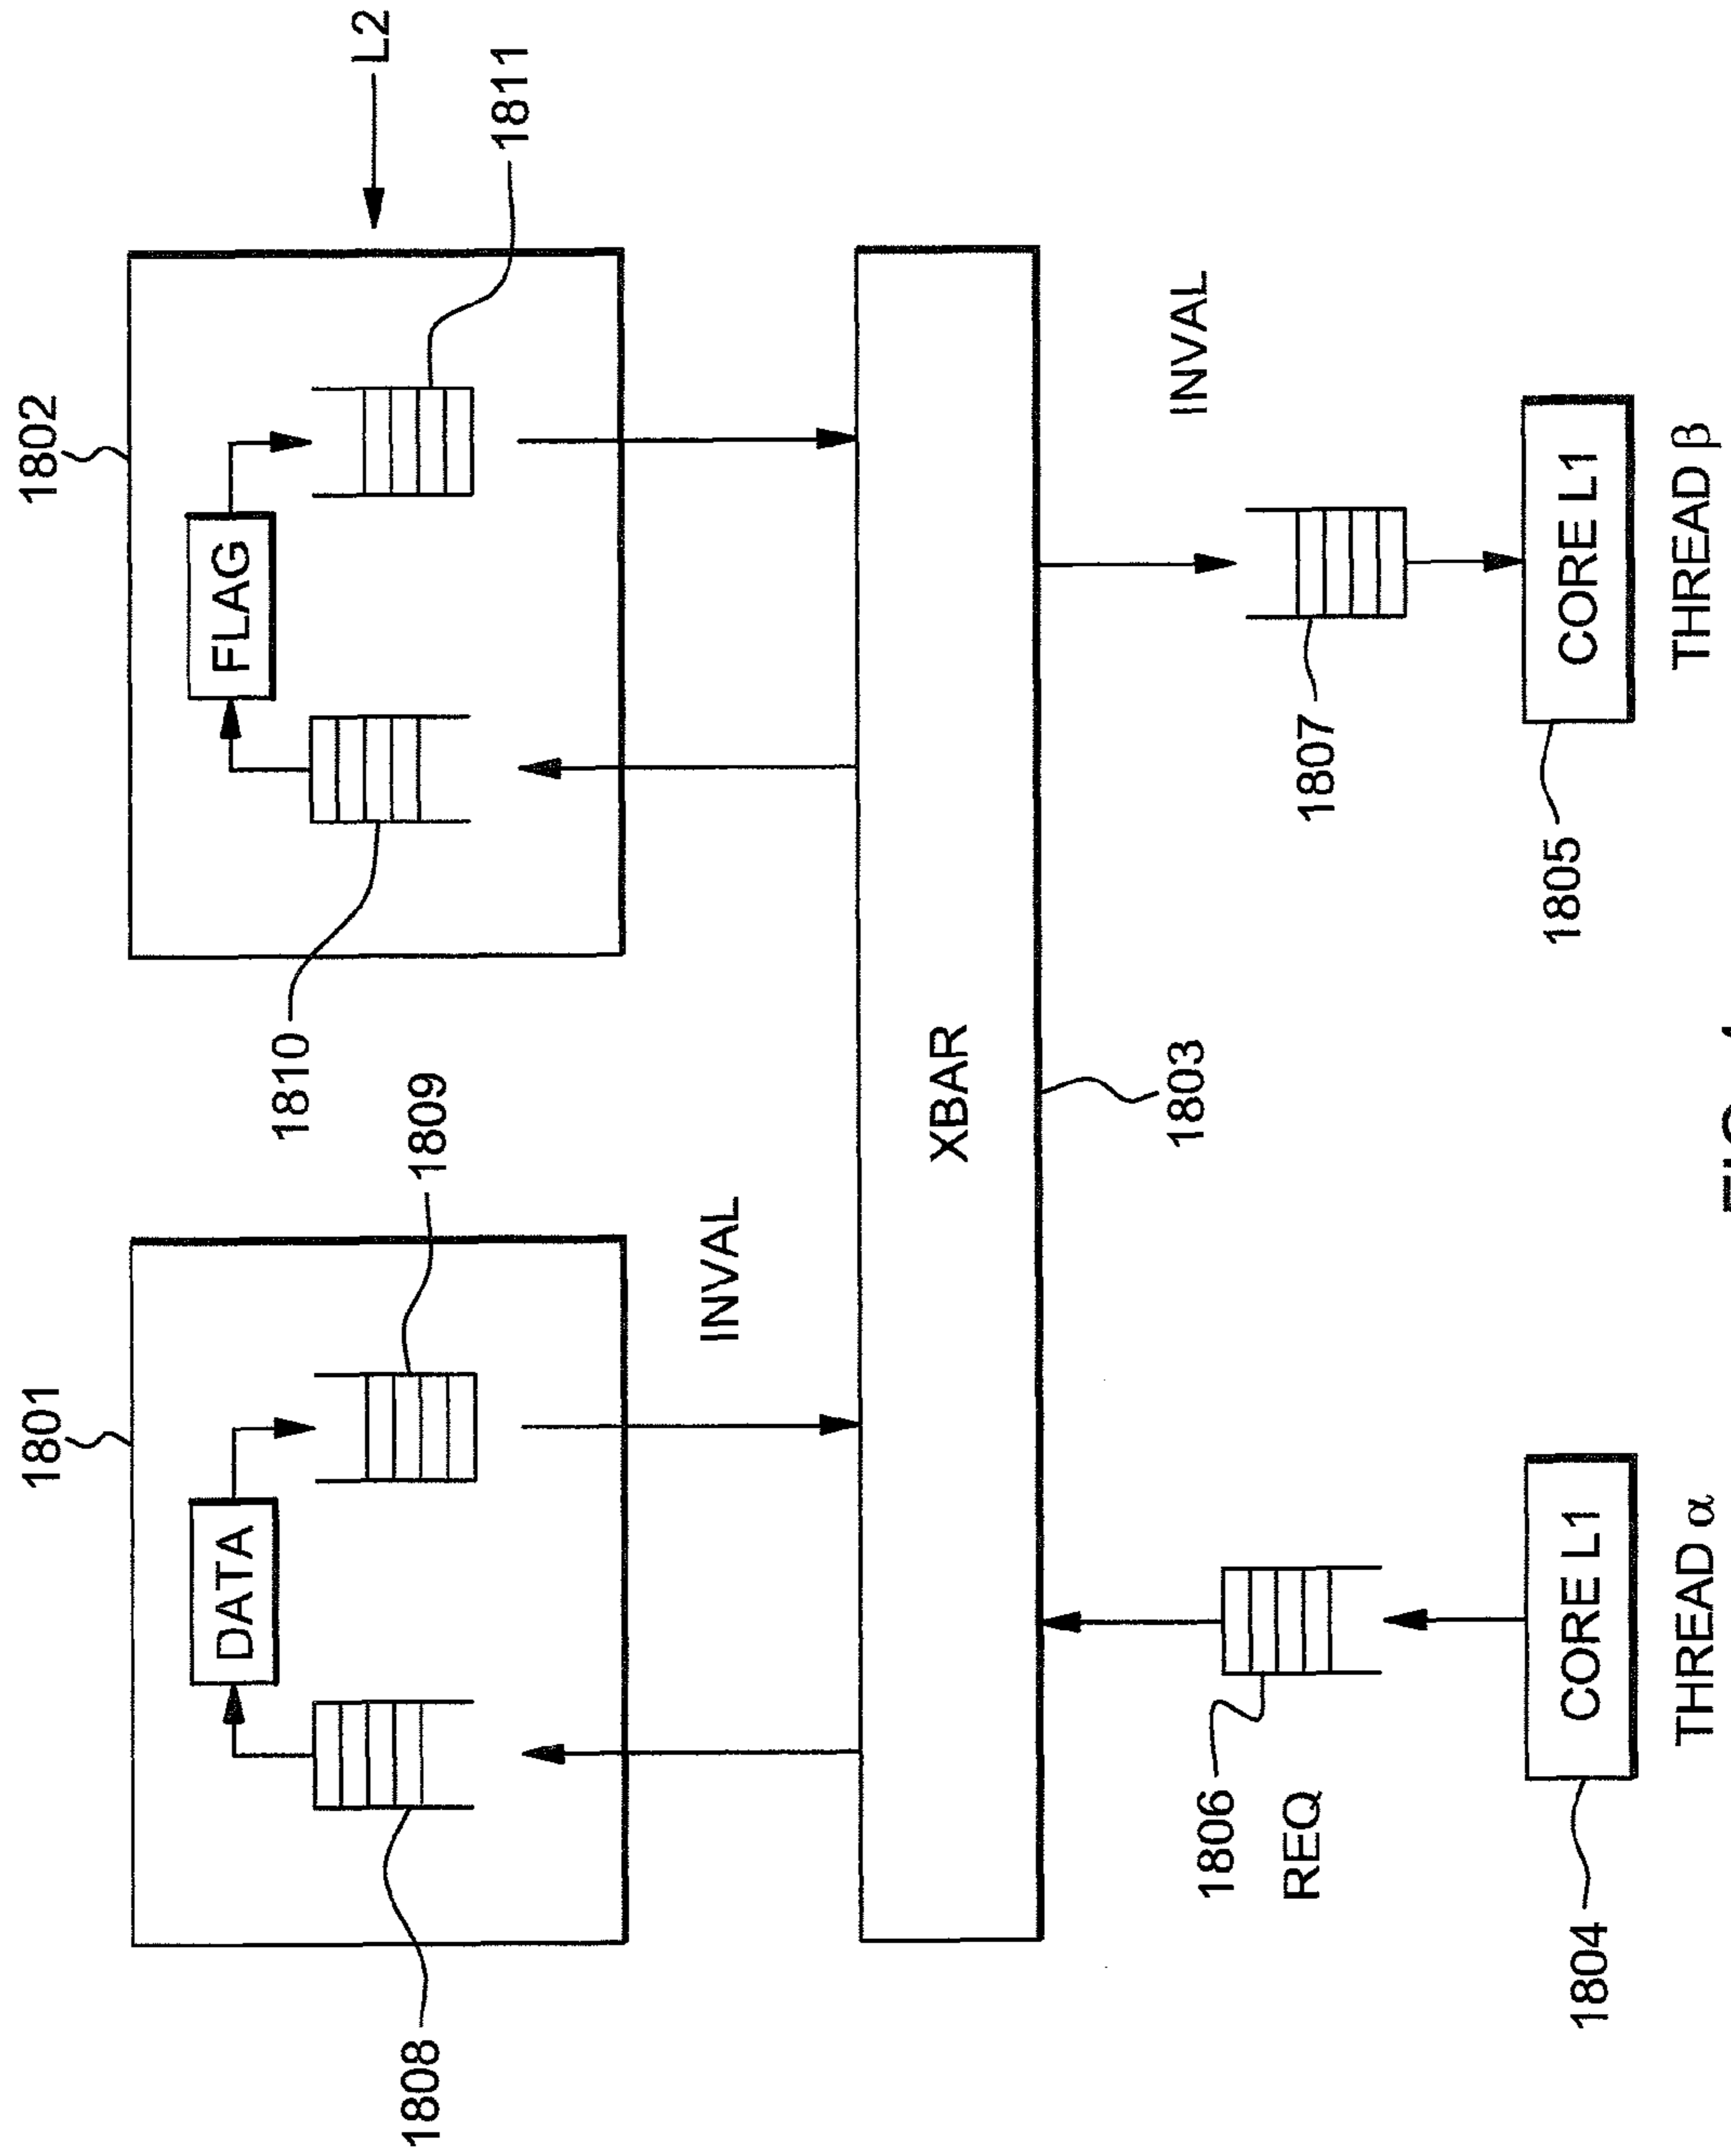 1801
1802
DATA
FLAG
L2
1808
1809
1810
1811
INVAL
XBAR
1803
1806
REQ
1807
INVAL
CORE L1
CORE L1
1804
1805
THREAD α
THREAD β